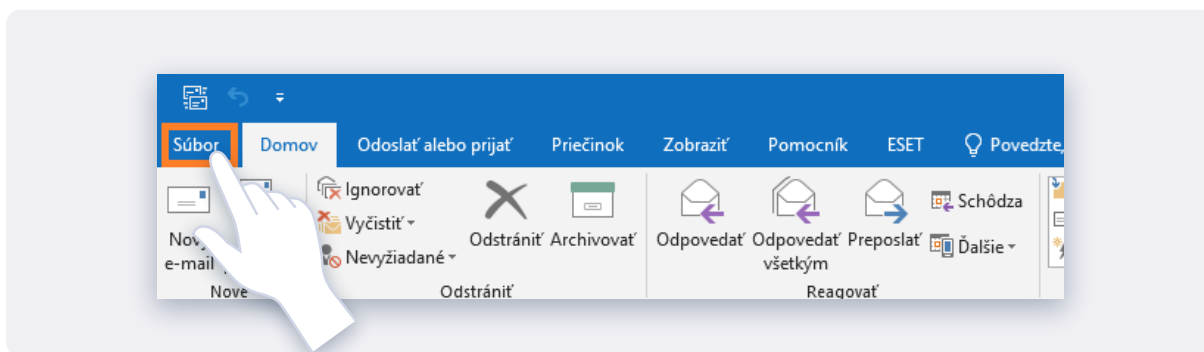 Súbor Domov Odoslať alebo prijať Priečinok Zobraziť Pomocník ESET Povedzte,
Ignorovať
Vyčistiť
Nevyžiadané
e-mail
Odstrániť Archivovať
Odstrániť
Odpovedať Odpovedať všetkým Preposlať
Schôdza
Ďalšie
Reagovať